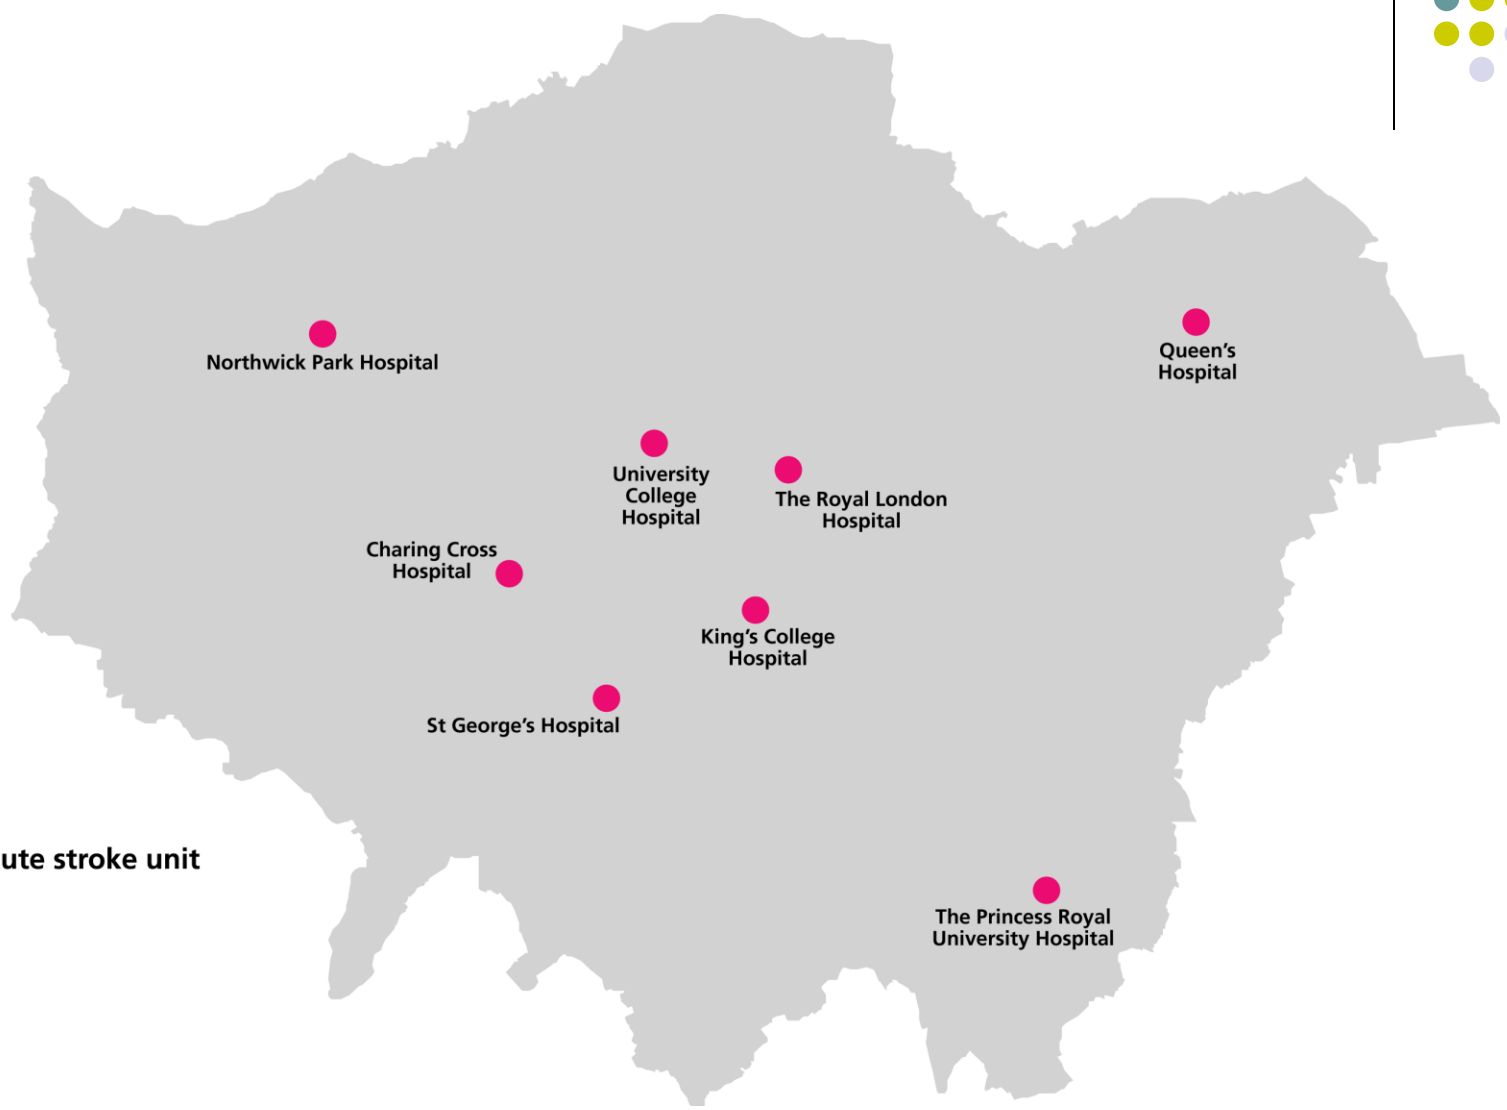 Northwick Park Hospital
Queen's
Hospital
University
College
Hospital
The Royal London
Hospital
Charing Cross
Hospital
King's College
Hospital
St George's Hospital
ute stroke unit
The Princess Royal
University Hospital